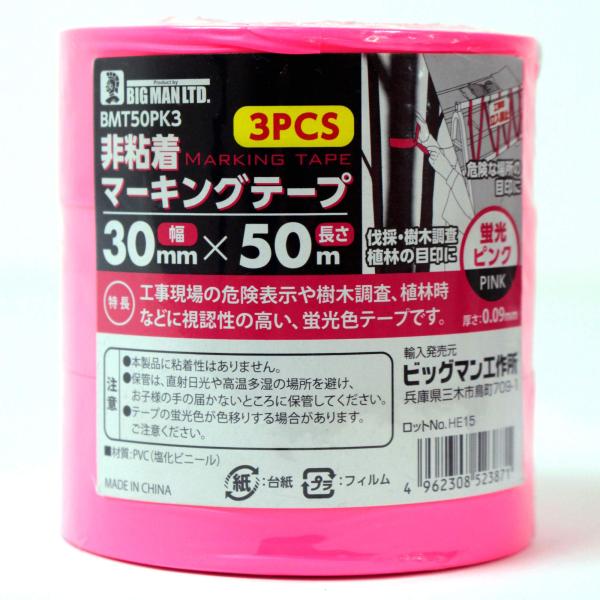 Product by
BIG MAN LTD.
BMT50PK3
3PCS
非粘着 MARKING TAPE
マーキングテープ
30mm 幅 × 50m 長さ
危険な場所の
目印に
伐採・樹木調査
植林の目印に
蛍光
ピンク
PINK
厚さ:0.09mm
特長
工事現場の危険表示や樹木調査、植林時
などに視認性の高い、蛍光色テープです。
注意
●本製品に粘着性はありません。
●保管は、直射日光や高温多湿の場所を避け、
お子様の手の届かないところに保管してください。
●テープの蛍光色が色移りする場合があります。
ご注意ください。
■材質:PVC(塩化ビニール)
MADE IN CHINA
紙:台紙
プラ:フィルム
輸入発売元
ビッグマン工作所
兵庫県三木市鳥町709-1
ロットNo.HE15
4 962308 523871